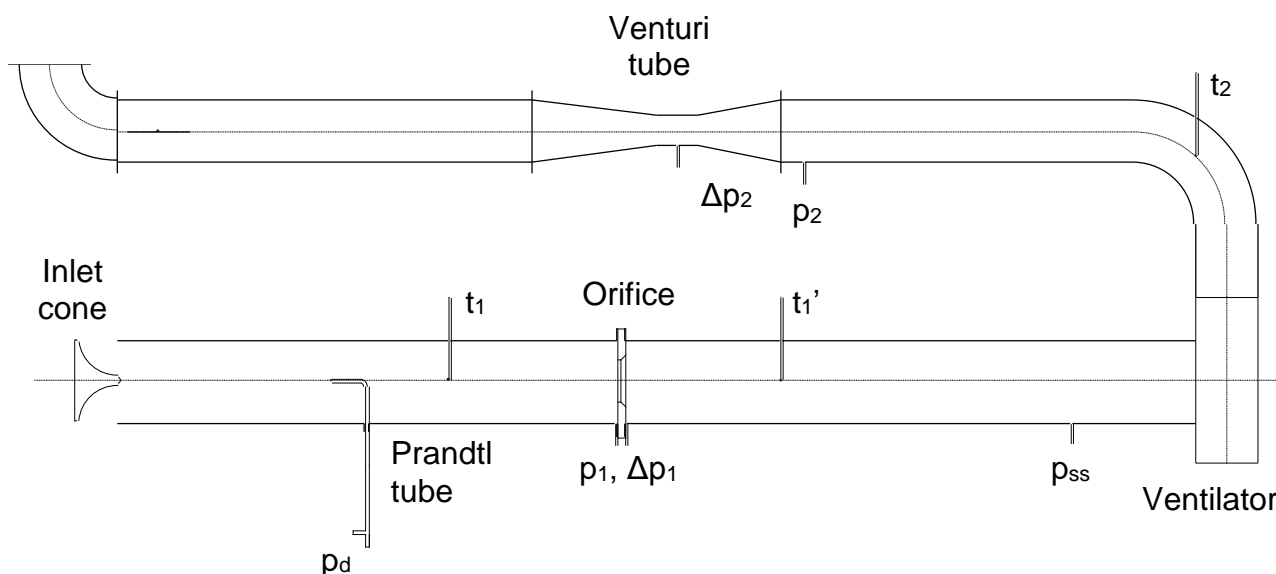 Venturi
tube
t2
Δp2
p2
Inlet
cone
t1
Orifice
t1’
Prandtl
tube
p1, Δp1
pss
Ventilator
pd